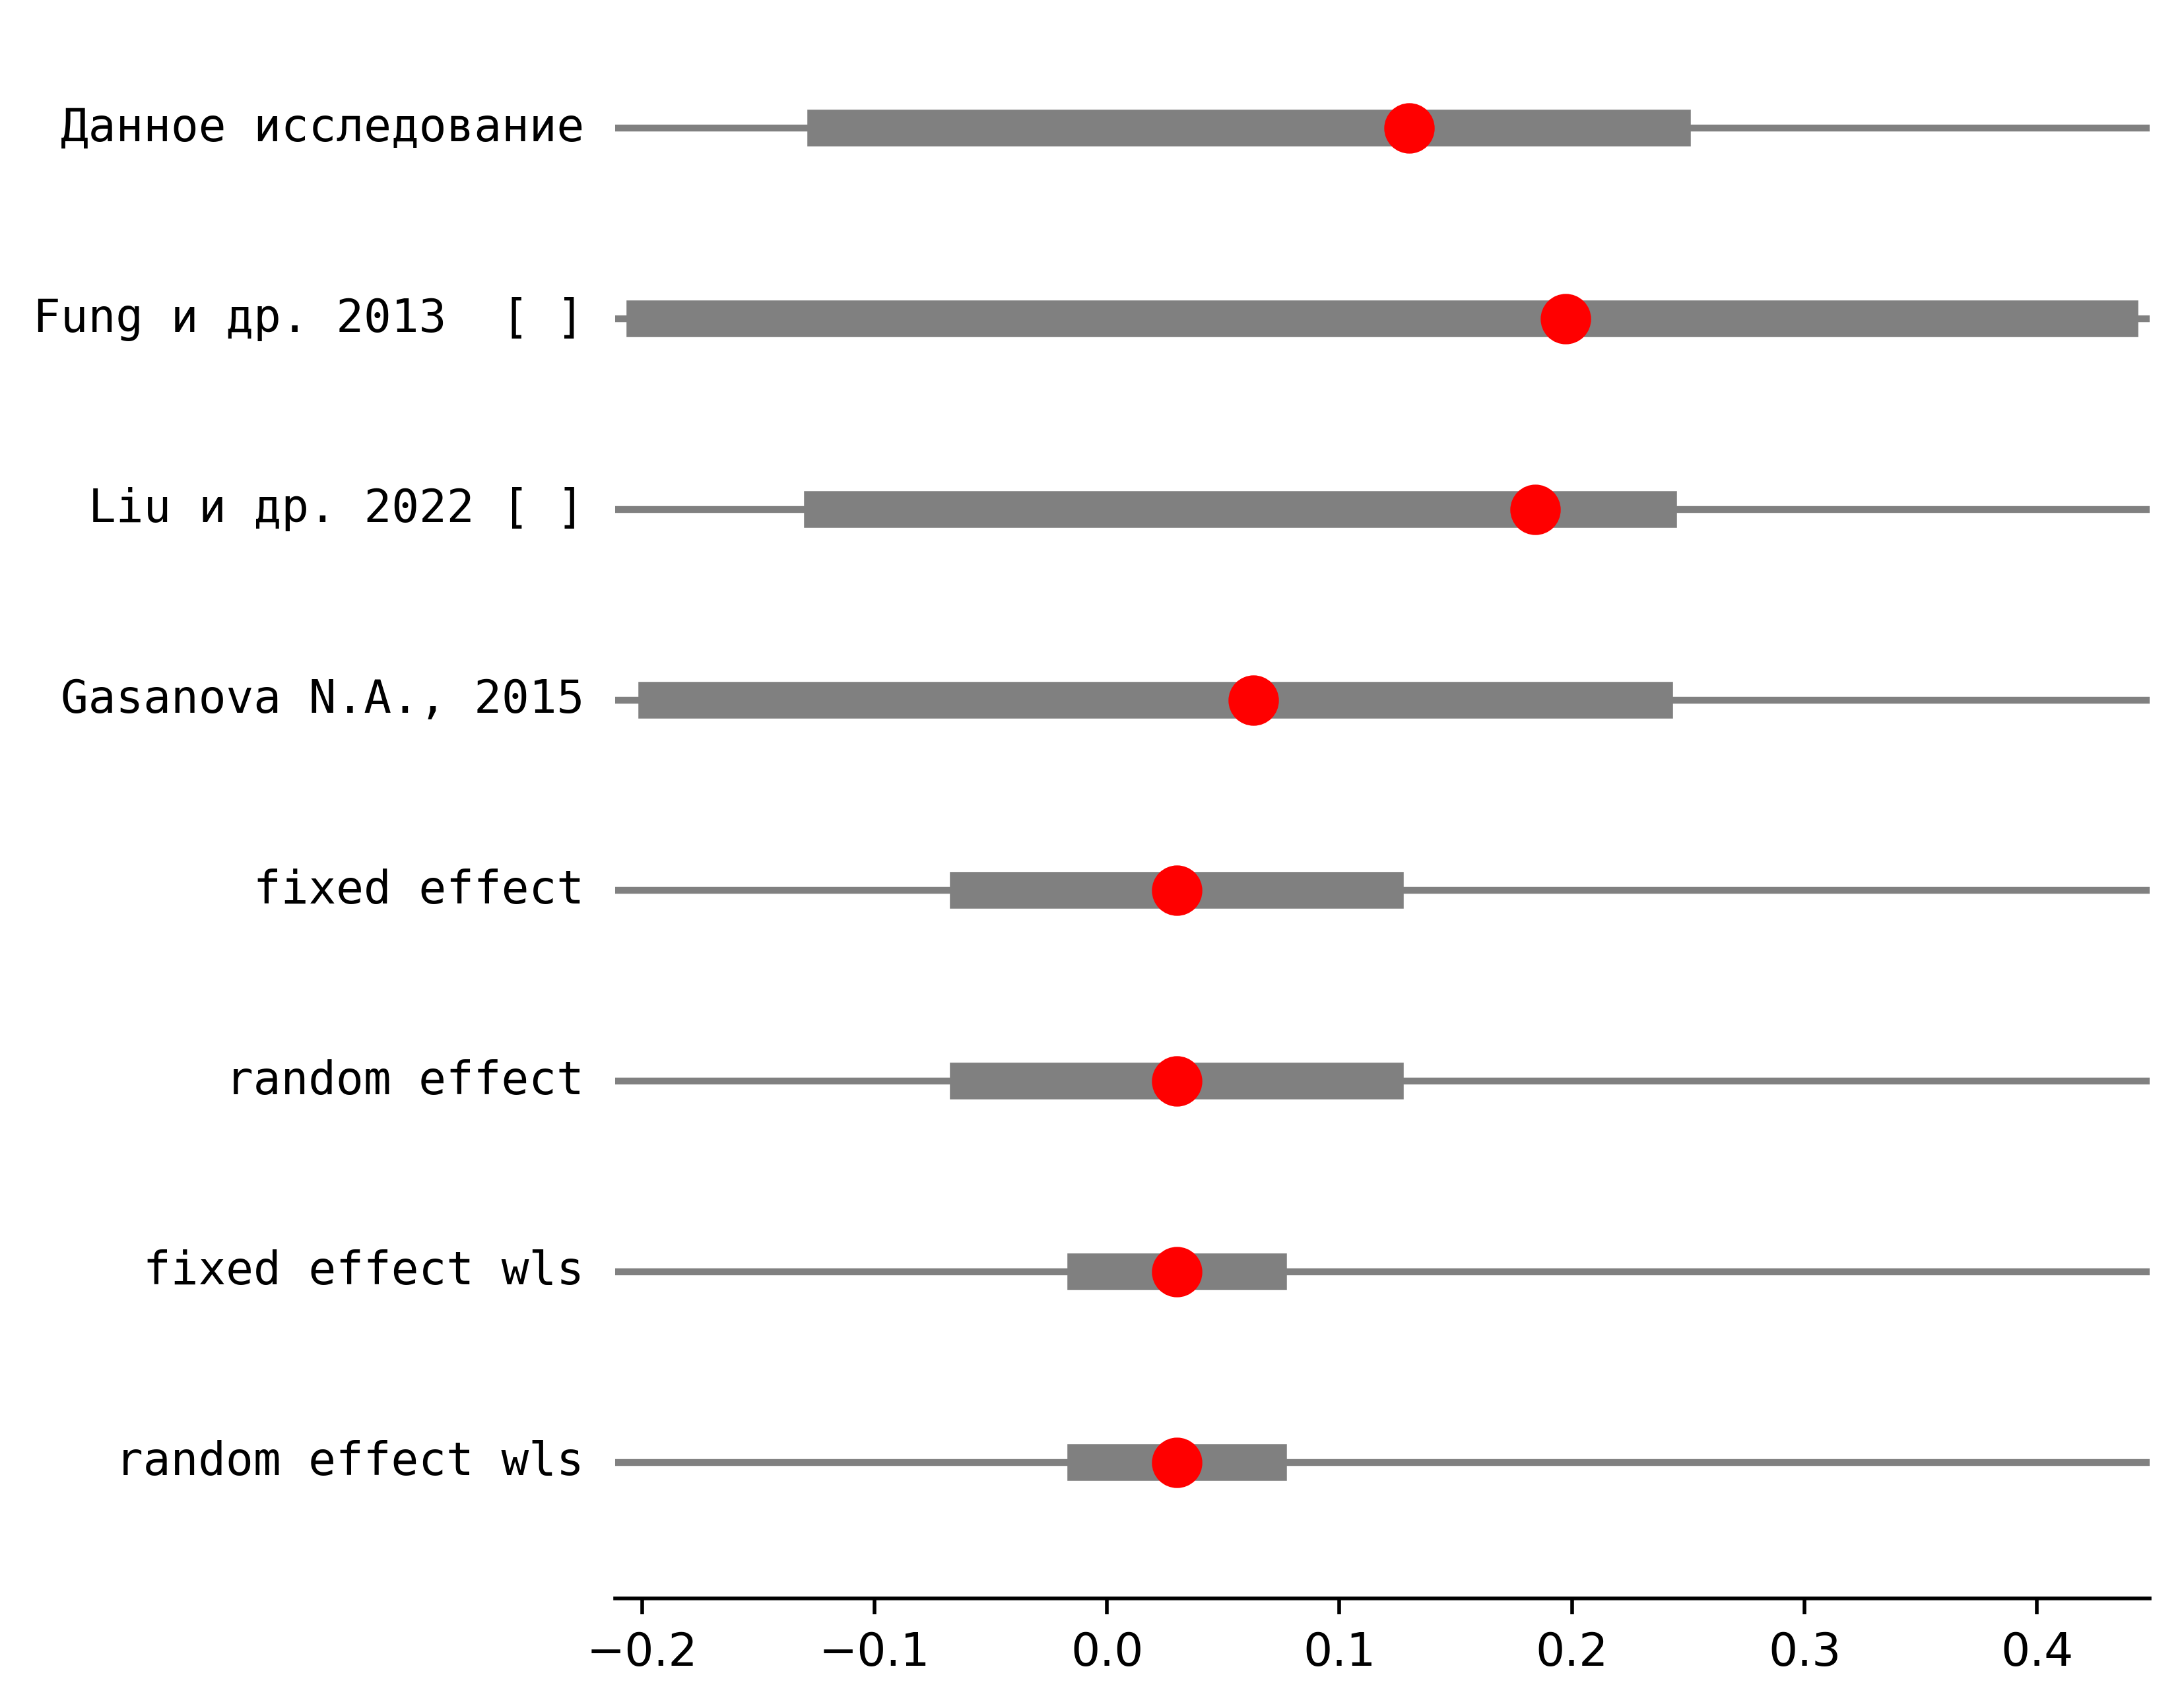 Данное исследование
Fung и др. 2013  [ ]
Liu и др. 2022 [ ]
Gasanova N.A., 2015
fixed effect
random effect
fixed effect wls
random effect wls
−0.2 −0.1 0.0 0.1 0.2 0.3 0.4